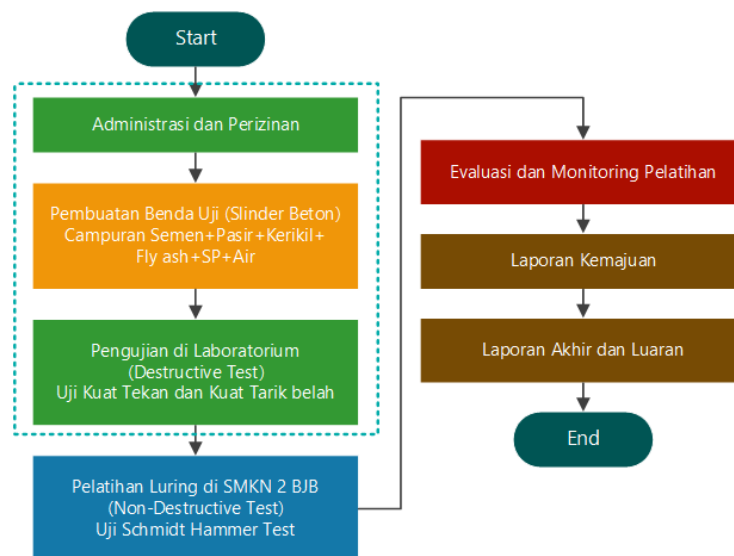 Start
Administrasi dan Perizinan
Pembuatan Benda Uji (Slinder Beton)
Campuran Semen+Pasir+Kerikil+
Fly ash+SP+Air
Pengujian di Laboratorium
(Destructive Test)
Uji Kuat Tekan dan Kuat Tarik belah
Pelatihan Luring di SMKN 2 BJB
(Non-Destructive Test)
Uji Schmidt Hammer Test
Evaluasi dan Monitoring Pelatihan
Laporan Kemajuan
Laporan Akhir dan Luaran
End